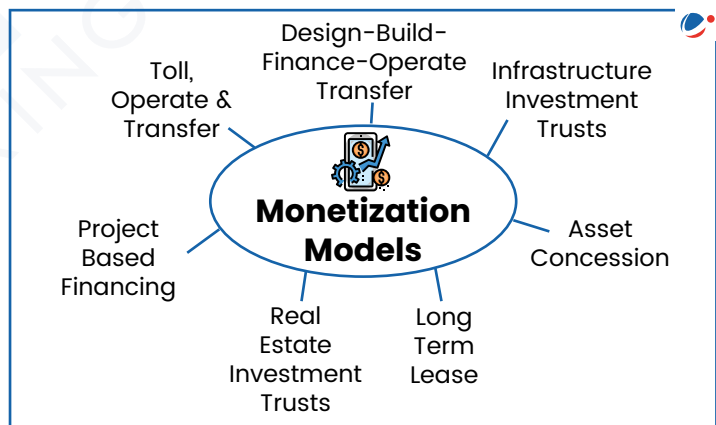 Design-Build-
Finance-Operate
Transfer
Toll,
Operate &
Transfer
Infrastructure
Investment
Trusts
Monetization
Models
Project
Based
Financing
Asset
Concession
Real
Estate
Investment
Trusts
Long
Term
Lease